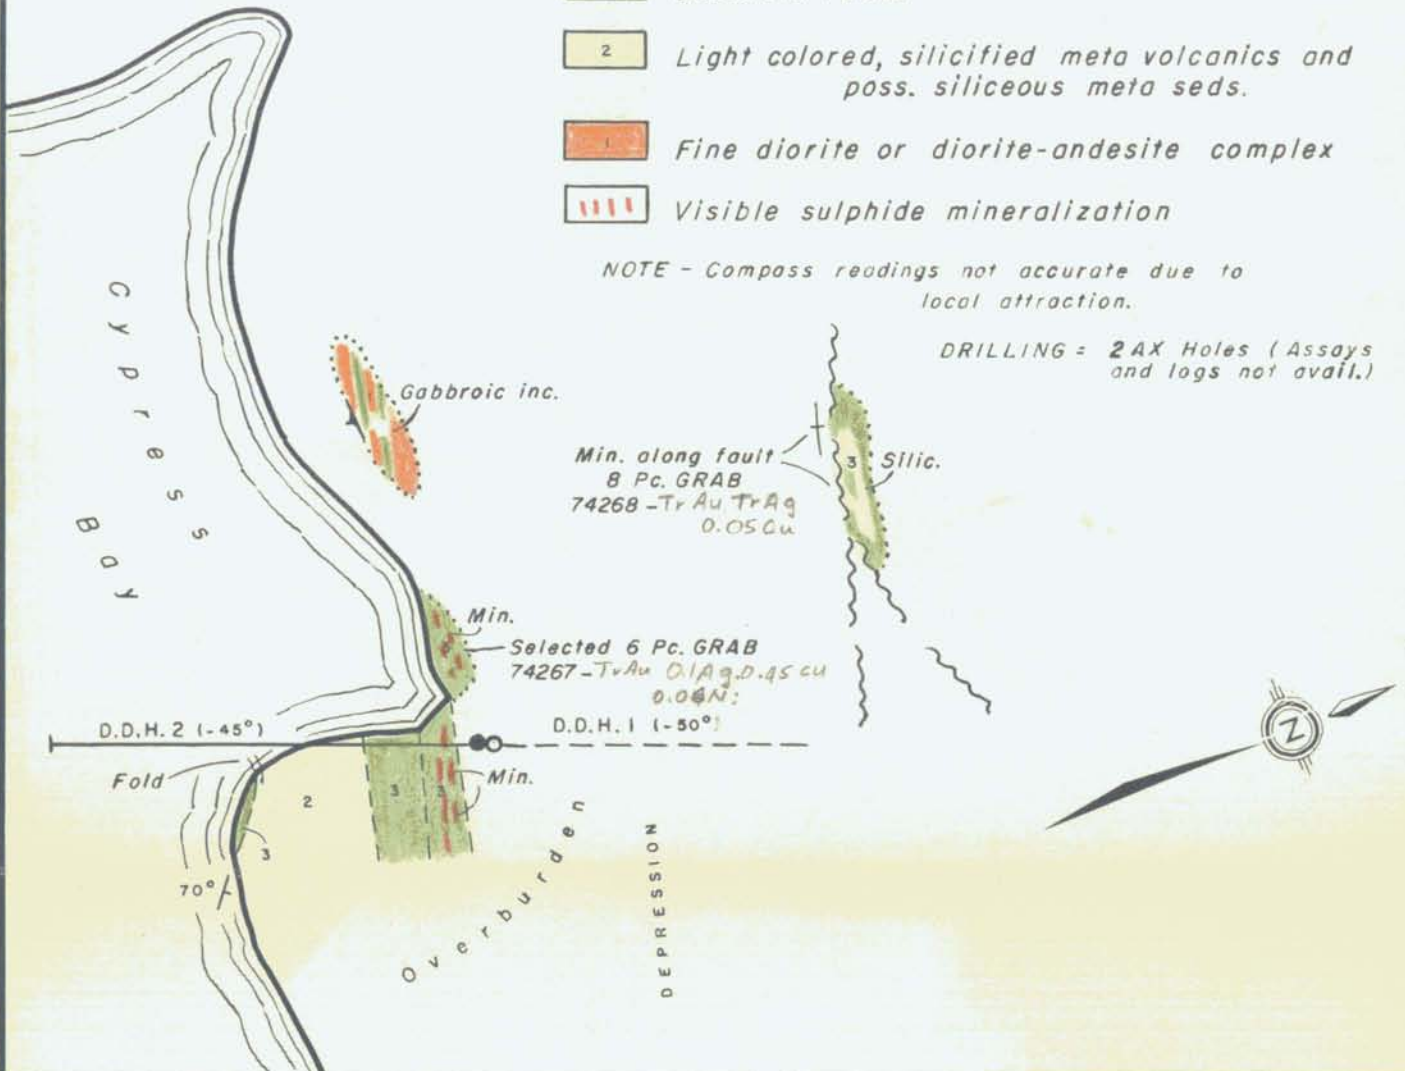 2
Light colored, silicified meta volcanics and
poss. siliceous meta seds.
1
Fine diorite or diorite-andesite complex
Visible sulphide mineralization
NOTE - Compass readings not accurate due to
local attraction.
DRILLING = 2 AX Holes (Assays
and logs not avail.)
Cypress
Bay
Gabbroic inc.
Min. along fault
8 Pc. GRAB
74268 - Tr Au Tr Ag
0.05 Cu
3
Silic.
Min.
Selected 6 Pc. GRAB
74267 - Tr Au 0.1 Ag 0.45 Cu
Z
D.D.H. 2 (-45°)
D.D.H. 1 (-50°)
Fold
Min.
2
3
3
3
70°
Overburden
DEPRESSION